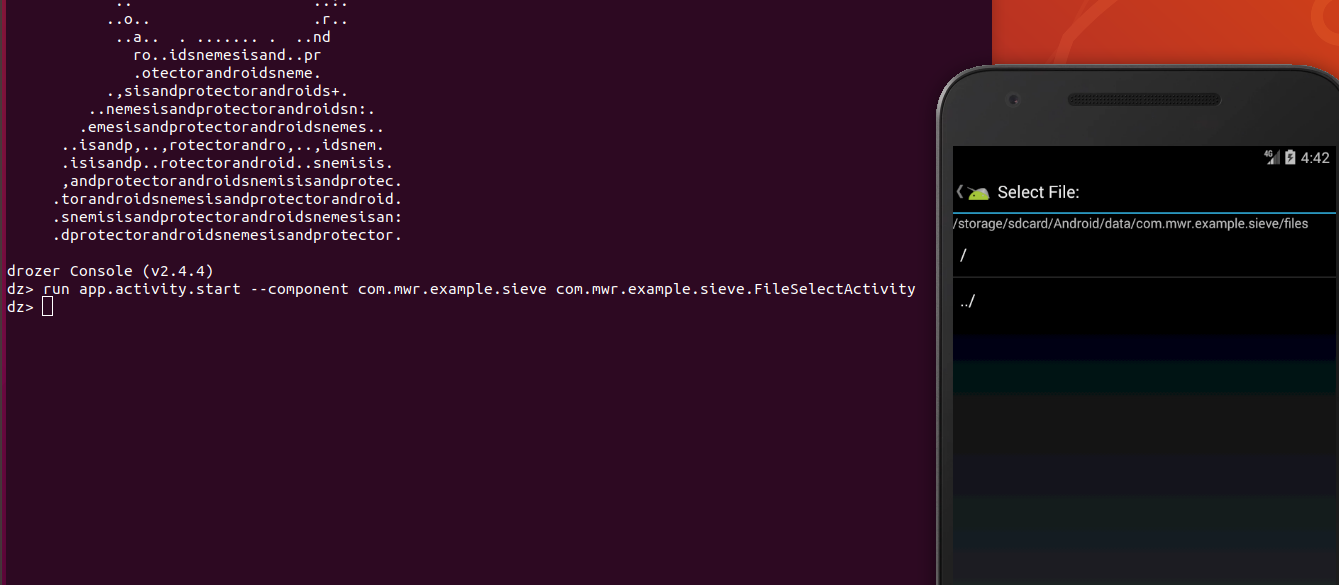 ..o..                  .r..
..a..  . ....... .  ..nd
ro..idsnemesisand..pr
.otectorandroidsneme.
.,sisandprotectorandroids+.
..nemesisandprotectorandroidsn:.
.emesisandprotectorandroidsnemes..
..isandp,..,rotectorandro,..,idsnem.
.isisandp..rotectorandroid..snemisis.
,andprotectorandroidsnemisisandprotec.
.torandroidsnemesisandprotectorandroid.
.snemisisandprotectorandroidsnemesisan:
.dprotectorandroidsnemesisandprotector.
drozer Console (v2.4.4)
dz> run app.activity.start --component com.mwr.example.sieve com.mwr.example.sieve.FileSelectActivity
dz>
4G 4:42
Select File:
/storage/sdcard/Android/data/com.mwr.example.sieve/files
/
../